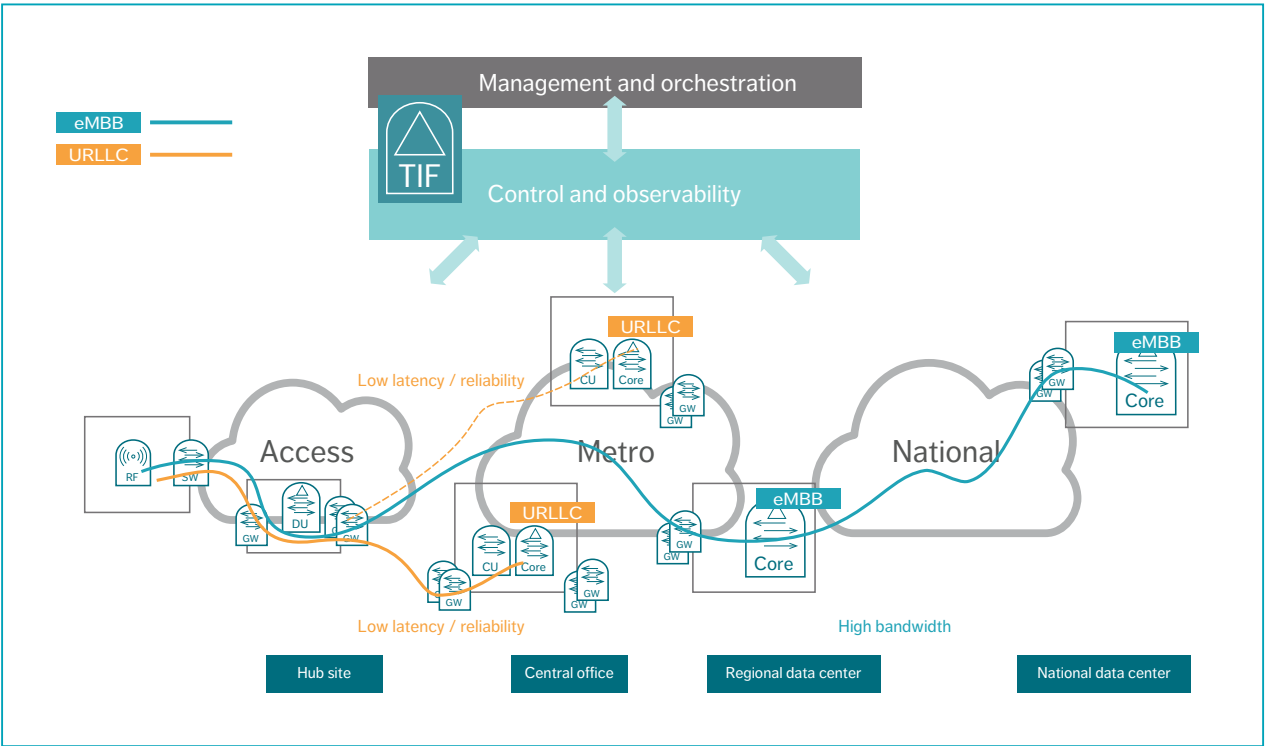 Management and orchestration
eMBB
URLLC
TIF
Control and observability
URLLC
CU
Core
GW
GW
Low latency / reliability
eMBB
Core
GW
GW
Access
Metro
National
RF
SW
GW
DU
GW
URLLC
CU
Core
GW
GW
GW
eMBB
Core
GW
GW
GW
Low latency / reliability
High bandwidth
Hub site
Central office
Regional data center
National data center